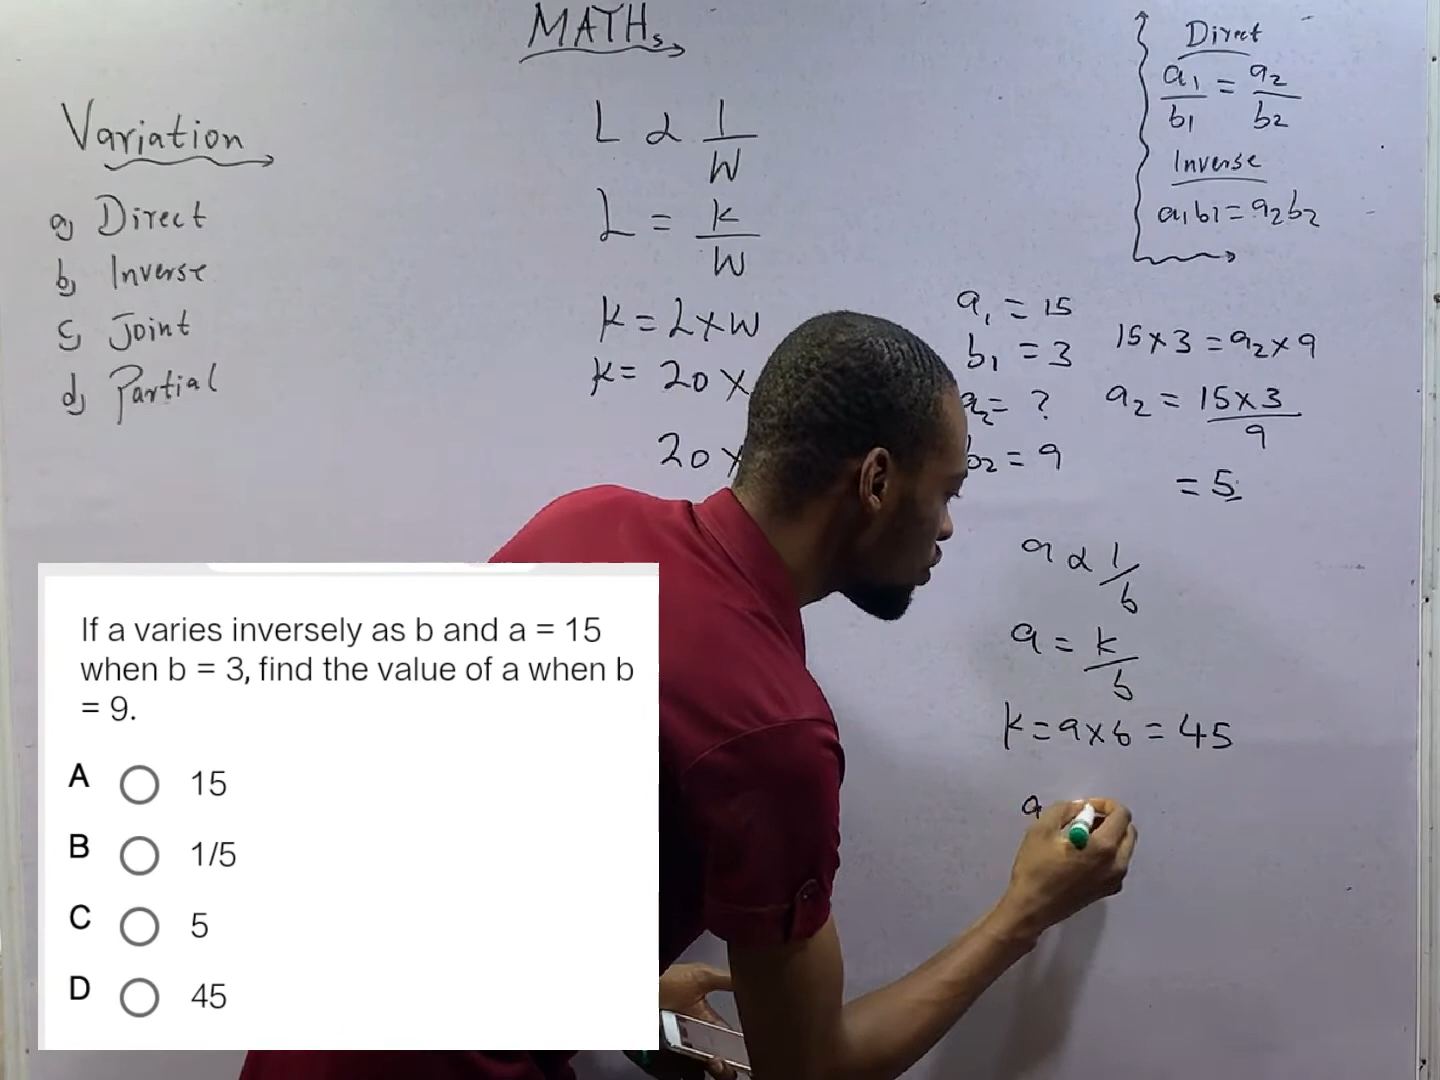 MATHs
Variation
a) Direct
b) Inverse
c) Joint
d) Partial
L α 1/W
L = k/W
k = L x W
k = 20 x
20 x
Direct
a1/b1 = a2/b2
Inverse
a1b1 = a2b2
a1 = 15
b1 = 3
a2 = ?
b2 = 9
15 x 3 = a2 x 9
a2 = 15x3/9
= 5
a α 1/b
a = k/b
k = a x b = 45
a
If a varies inversely as b and a = 15
when b = 3, find the value of a when b
= 9.
A 15
B 1/5
C 5
D 45